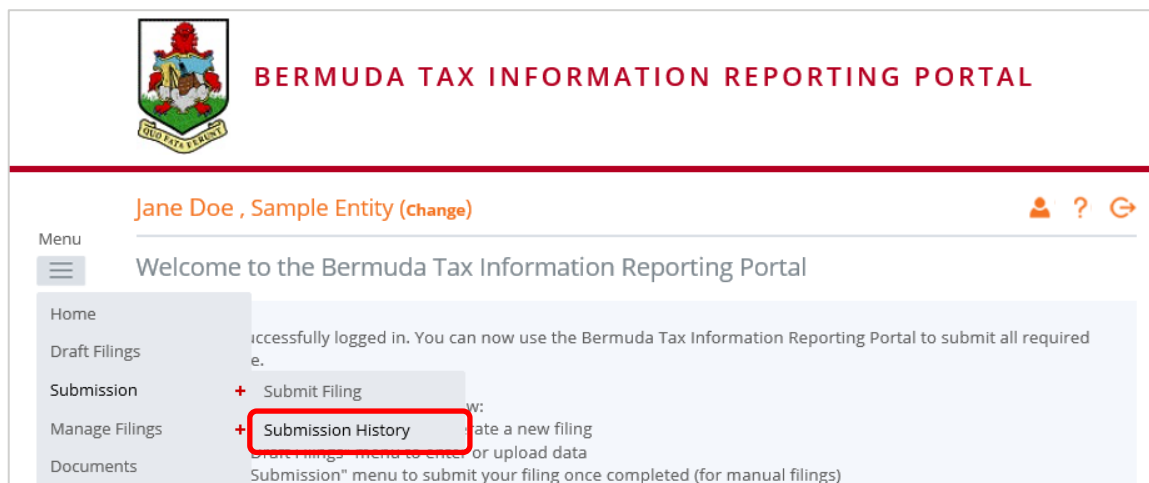 QUO FATA FERUNT
BERMUDA TAX INFORMATION REPORTING PORTAL
Jane Doe , Sample Entity (Change)
?
Menu
Welcome to the Bermuda Tax Information Reporting Portal
Home
uccessfully logged in. You can now use the Bermuda Tax Information Reporting Portal to submit all required
Draft Filings
e.
Submission + Submit Filing
w:
Manage Filings + Submission History rate a new filing
Draft Filings" menu to enter or upload data
Documents
Submission" menu to submit your filing once completed (for manual filings)